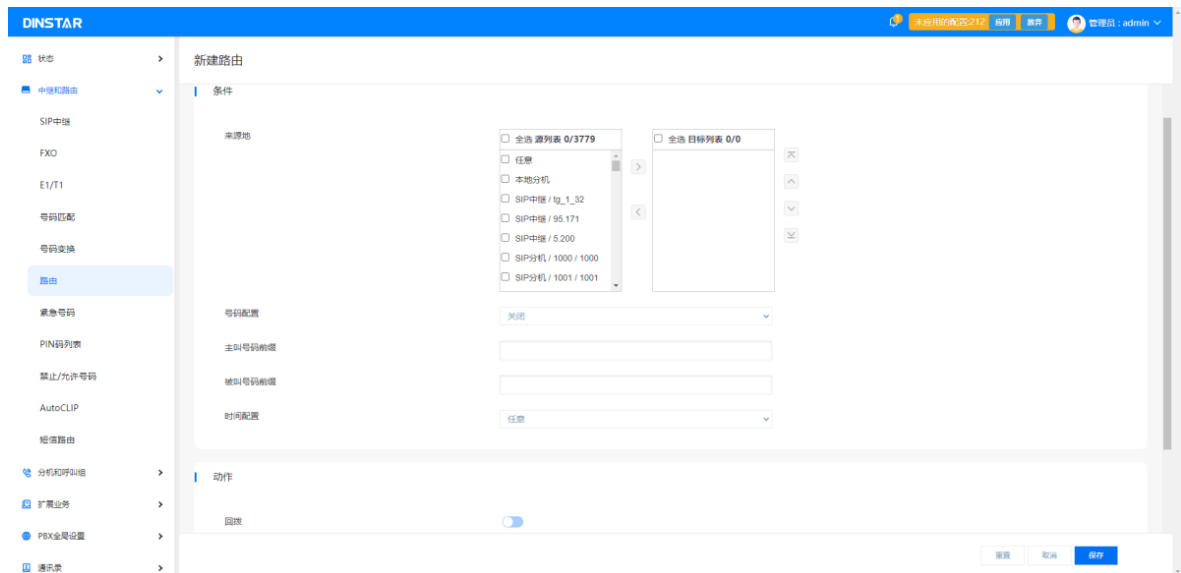 DINSTAR
未应用的配置:212 应用 放弃
管理员 : admin
状态
中继和路由
SIP中继
FXO
E1/T1
号码匹配
号码变换
路由
紧急号码
PIN码列表
禁止/允许号码
AutoCLIP
短信路由
分机和呼叫组
扩展业务
PBX全局设置
通讯录
新建路由
条件
来源地
全选 源列表 0/3779
任意
本地分机
SIP中继 / tg_1_32
SIP中继 / 95.171
SIP中继 / 5.200
SIP分机 / 1000 / 1000
SIP分机 / 1001 / 1001
全选 目标列表 0/0
号码配置
关闭
主叫号码前缀
被叫号码前缀
时间配置
任意
动作
回拨
重置 取消 保存